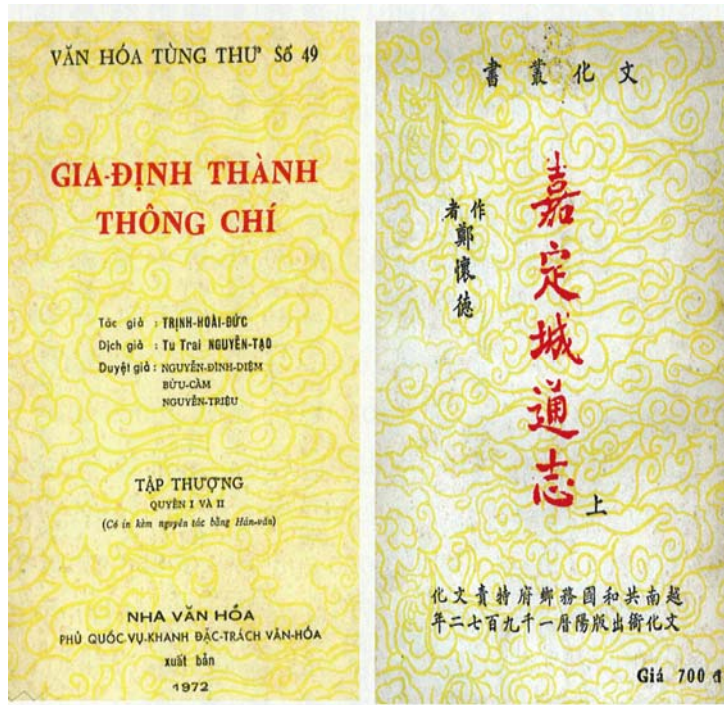 VĂN HÓA TÙNG THƯ Số 49
GIA-ĐỊNH THÀNH
THÔNG CHÍ
Tác giả : TRỊNH-HOÀI-ĐỨC
Dịch giả : Tu Trai NGUYỄN-TẠO
Duyệt giả : NGUYỄN-ĐÌNH-DIỆM
BỬU-CẦM
NGUYỄN-TRIỆU
TẬP THƯỢNG
QUYỂN I VÀ II
(Có in kèm nguyên tác bằng Hán-văn)
NHA VĂN HÓA
PHỦ QUỐC-VỤ-KHANH ĐẶC-TRÁCH VĂN-HÓA
xuất bản
1972
書叢化文
嘉定城通志
作者
鄭懷德
上
化文責特府鄉務國和共南越
年二七百九千一曆陽版出衙化文
Giá 700 đ